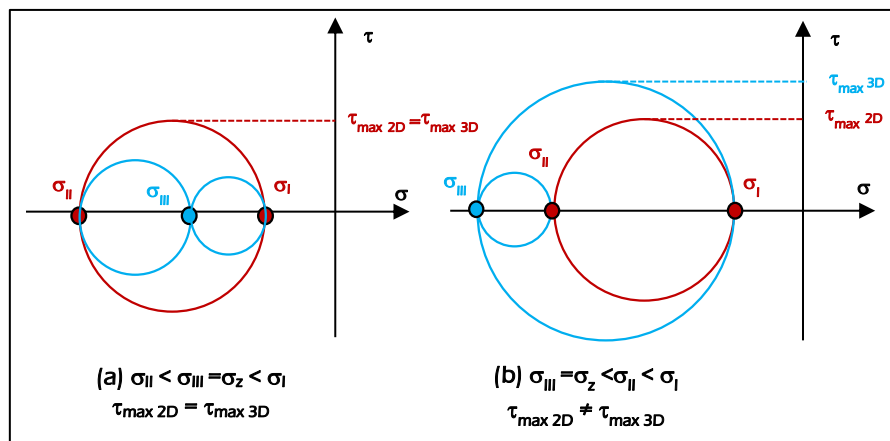 τ
τmax 2D=τmax 3D
σII
σIII
σI
σ
(a) σII < σIII =σz < σI
τmax 2D = τmax 3D
τ
τmax 3D
τmax 2D
σII
σIII
σI
σ
(b) σIII =σz <σII < σI
τmax 2D ≠ τmax 3D